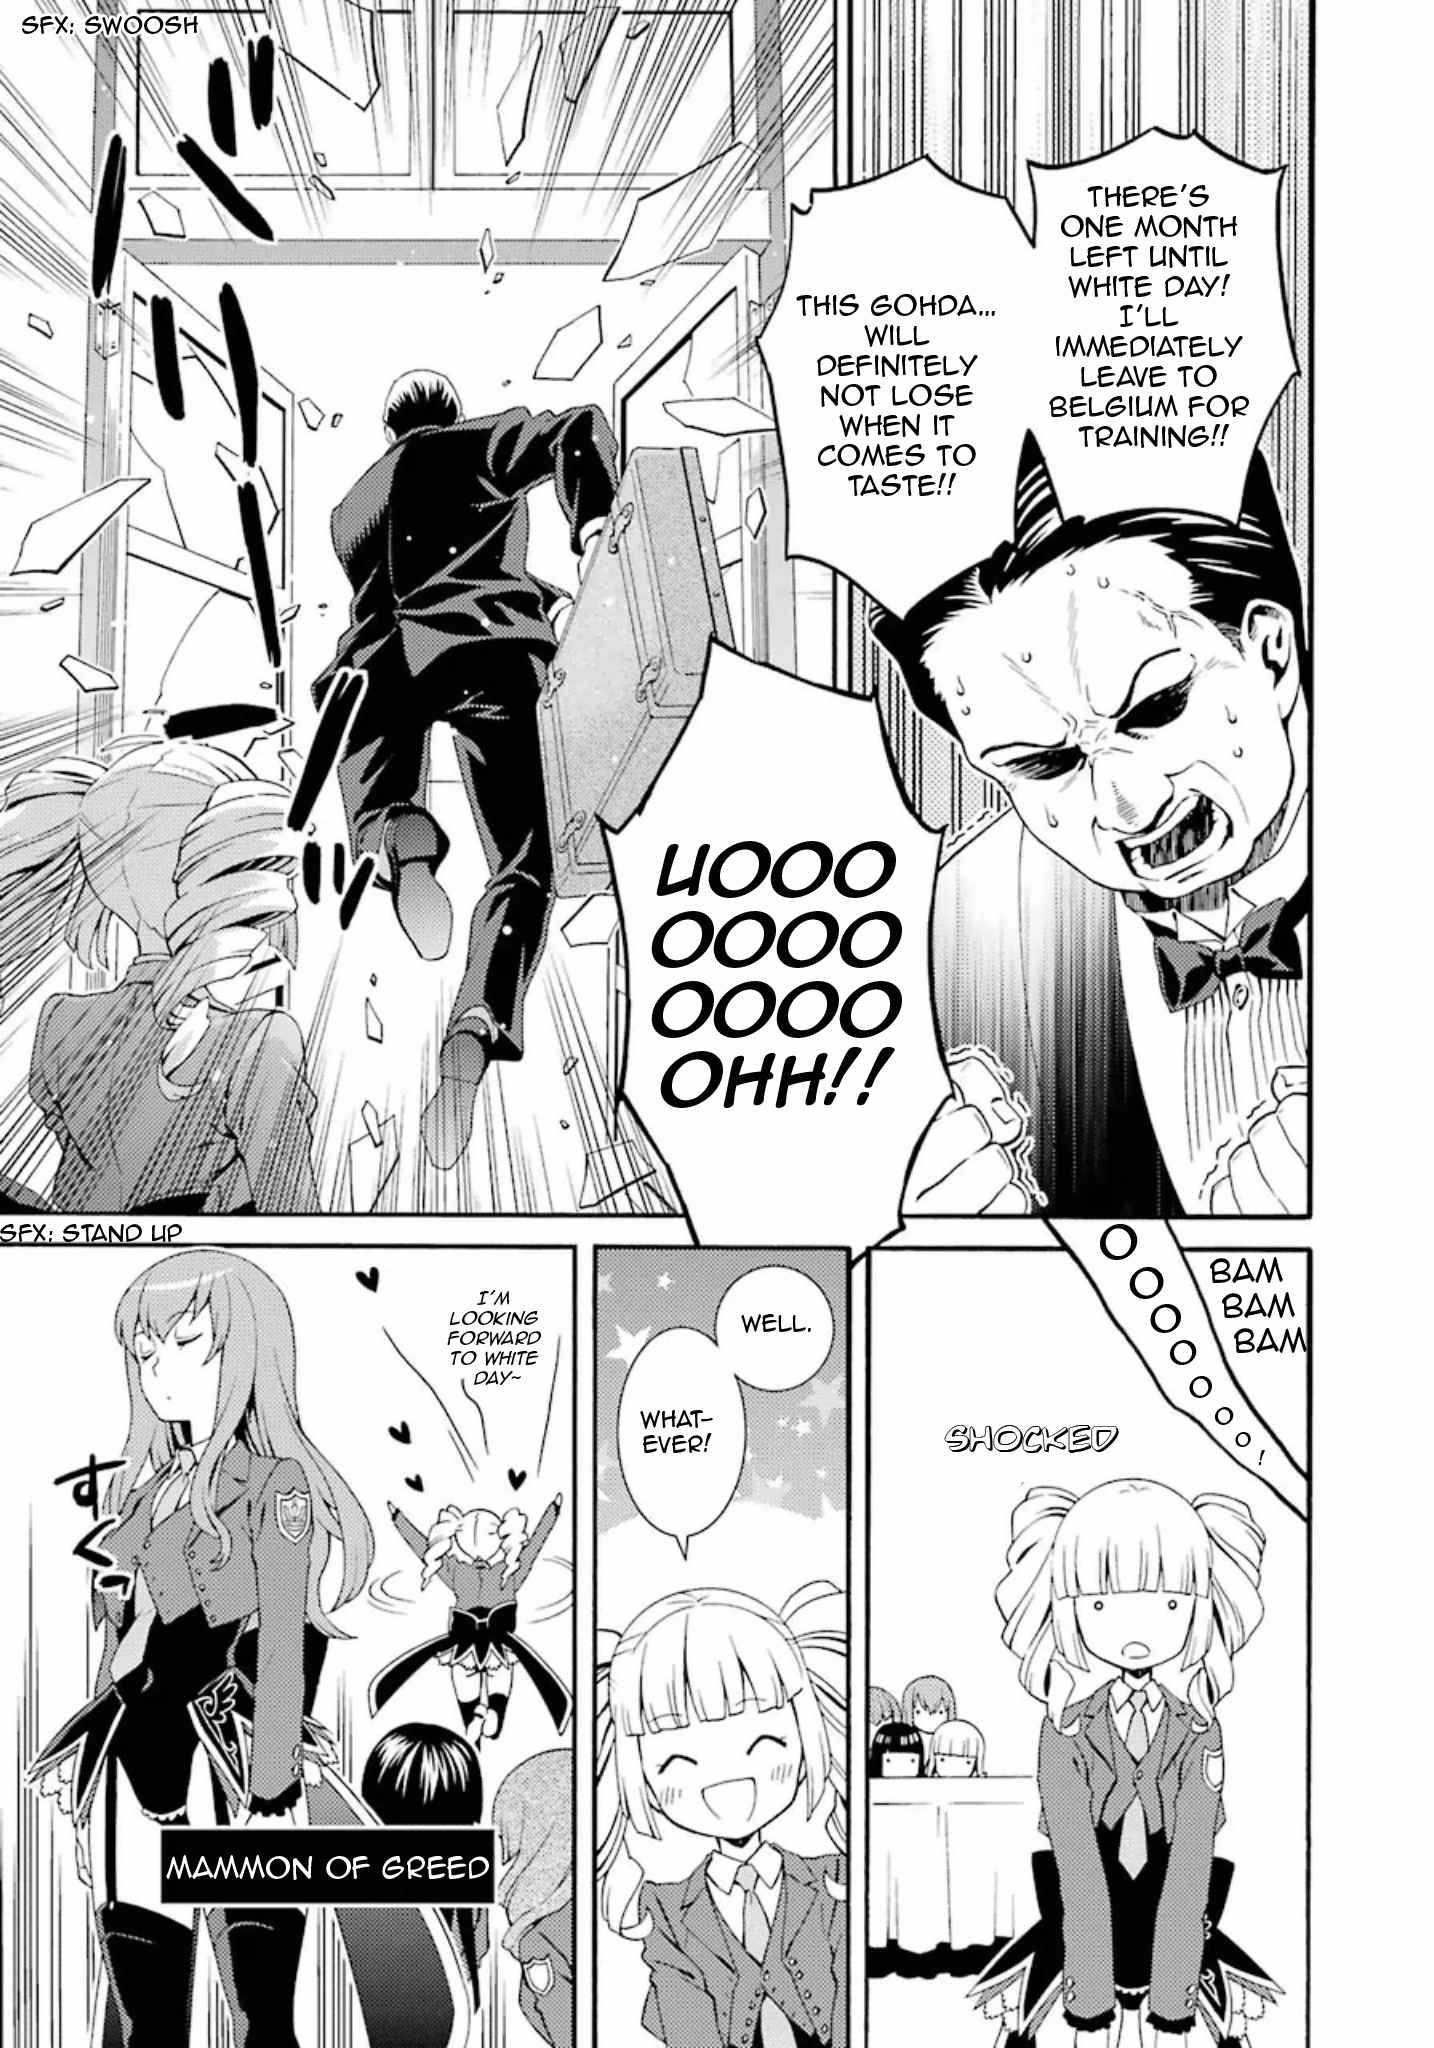 SFX: SWOOSH
THERE'S
ONE MONTH
LEFT UNTIL
WHITE DAY!
I'LL
IMMEDIATELY
LEAVE TO
BELGIUM FOR
TRAINING!!
THIS GOHDA...
WILL
DEFINITELY
NOT LOSE
WHEN IT
COMES TO
TASTE!!
UOOO
OOOO
OOOO
OHH!!
OOOOOOOO!
BAM
BAM
BAM
SHOCKED
WELL.
WHAT-
EVER!
SFX: STAND UP
I'M
LOOKING
FORWARD
TO WHITE
DAY~
すくっ
MAMMON OF GREED